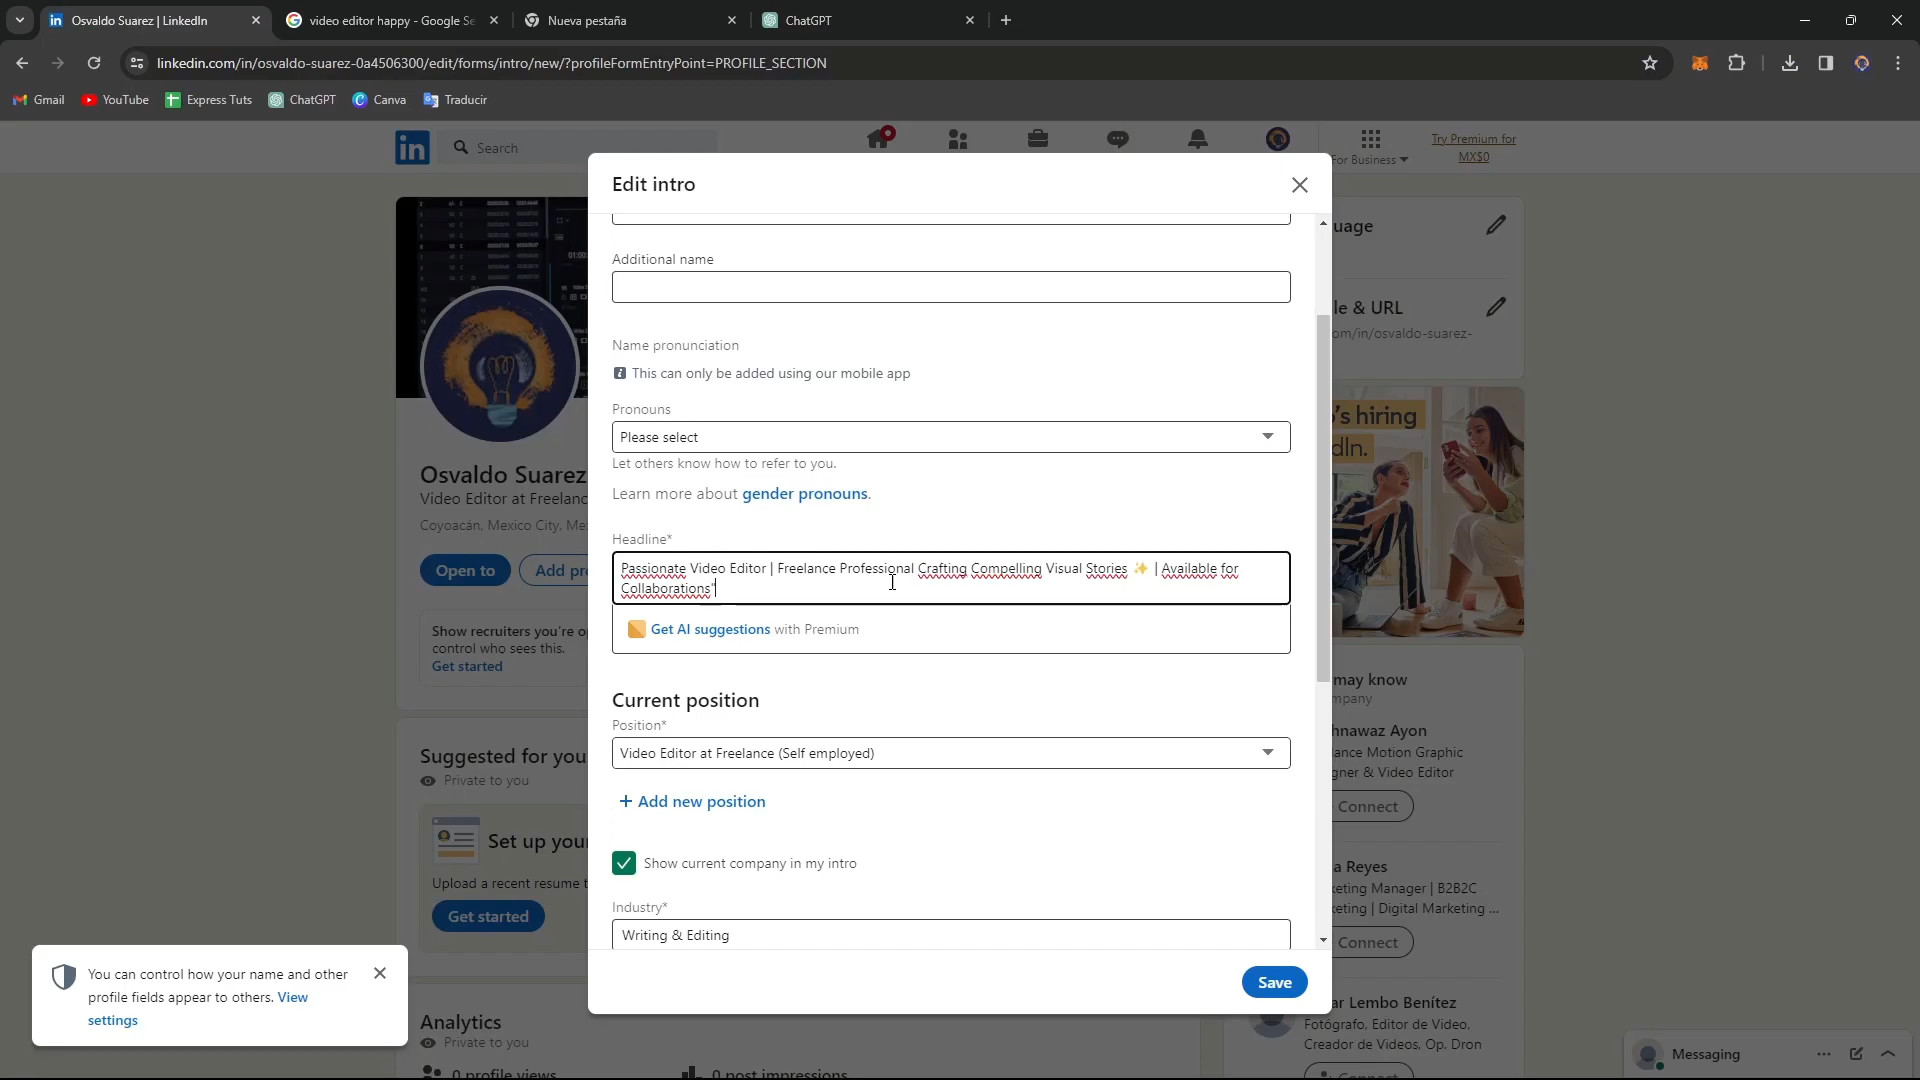 Osvaldo Suarez | LinkedIn
video editor happy - Google Se
Nueva pestaña
ChatGPT
linkedin.com/in/osvaldo-suarez-0a4506300/edit/forms/intro/new/?profileFormEntryPoint=PROFILE_SECTION
Gmail
YouTube
Express Tuts
ChatGPT
Canva
Traducir
in
Search
For Business
Try Premium for
MX$0
Edit intro
Additional name
Name pronunciation
This can only be added using our mobile app
Pronouns
Please select
Let others know how to refer to you.
Learn more about gender pronouns.
Headline*
Passionate Video Editor | Freelance Professional Crafting Compelling Visual Stories ✨ | Available for
Collaborations"
Get AI suggestions with Premium
Current position
Position*
Video Editor at Freelance (Self employed)
+ Add new position
Show current company in my intro
Industry*
Writing & Editing
Save
Osvaldo Suarez
Video Editor at Freelanc
Coyoacán, Mexico City, Me
Open to
Add pr
Show recruiters you're o
control who sees this.
Get started
Suggested for you
Private to you
Set up your
Upload a recent resume t
Get started
You can control how your name and other
profile fields appear to others. View
settings
Analytics
Private to you
0 profile views
0 post impressions
uage
le & URL
om/in/osvaldo-suarez-
's hiring
dIn.
may know
mpany
hnawaz Ayon
lance Motion Graphic
gner & Video Editor
Connect
a Reyes
keting Manager | B2B2C
keting | Digital Marketing ...
Connect
ar Lembo Benítez
Fotógrafo, Editor de Video,
Creador de Videos, Op. Dron
Connect
Messaging